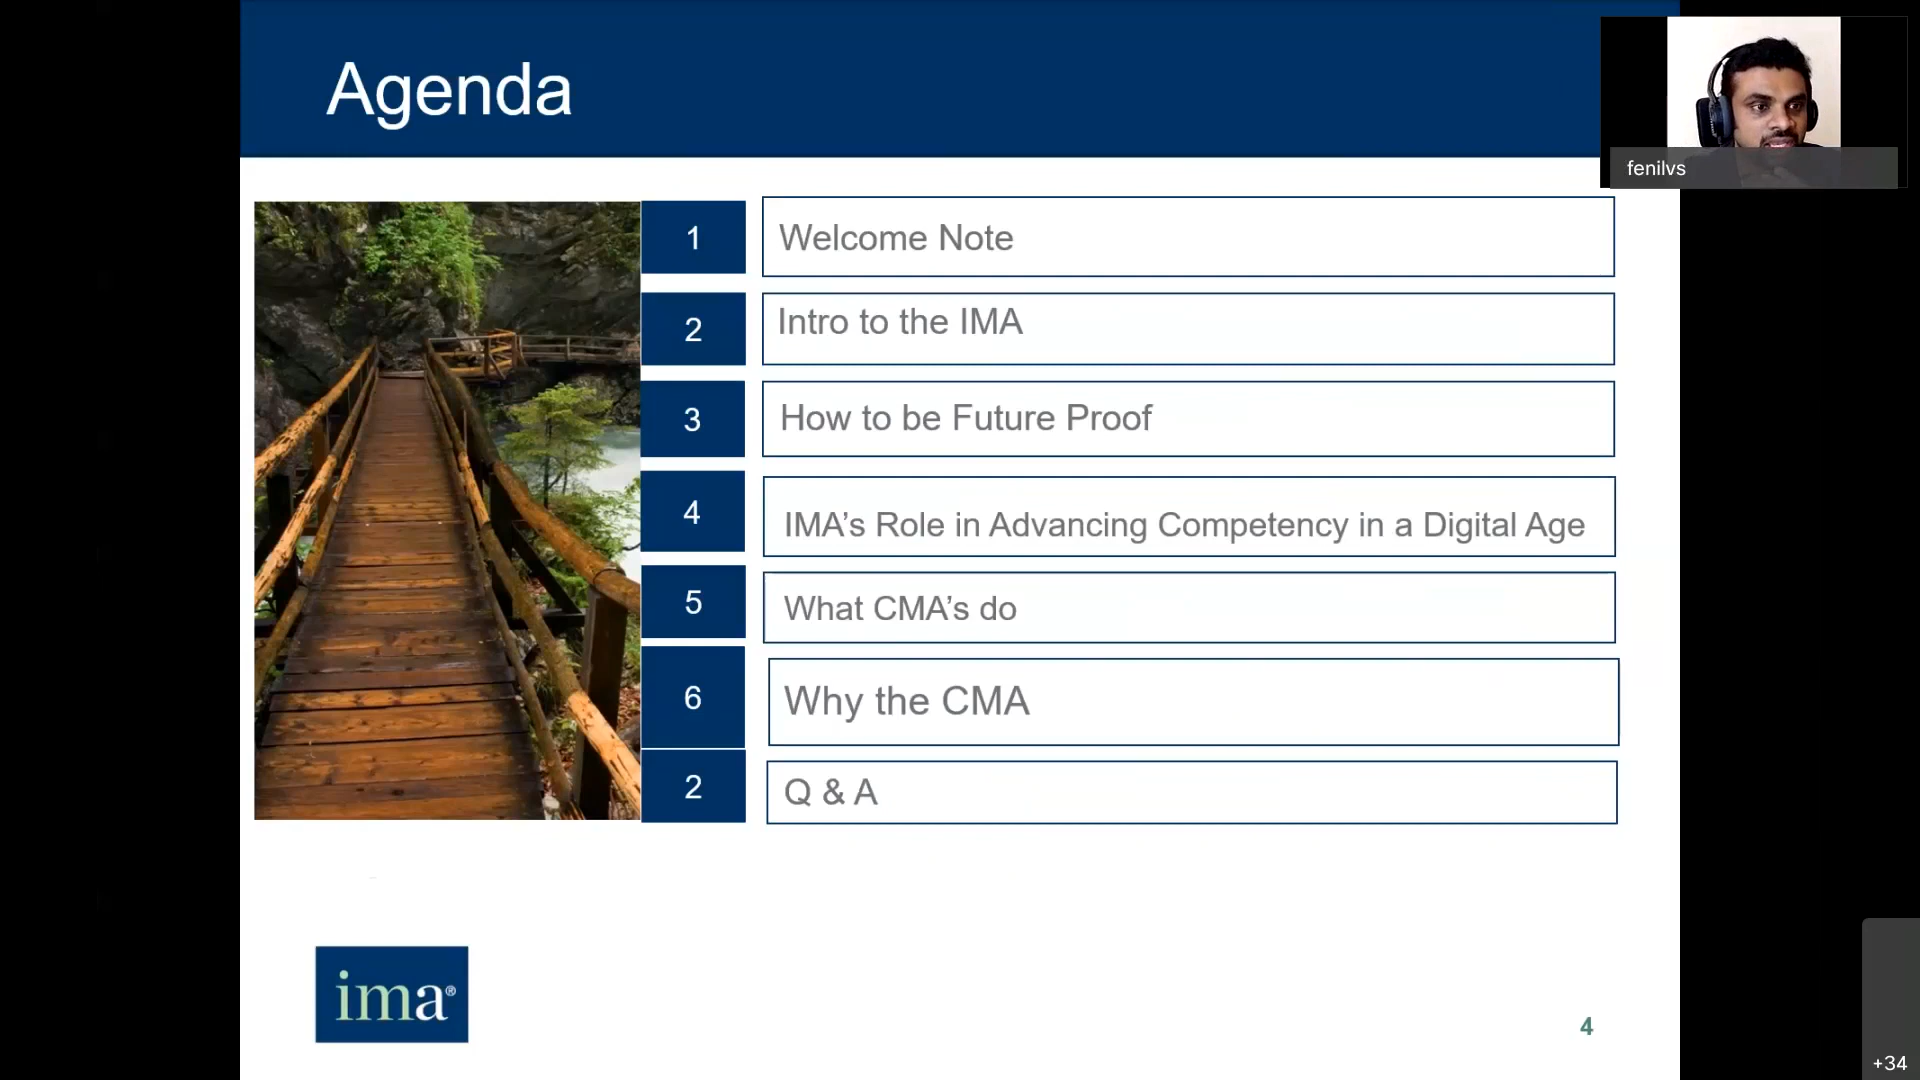 Agenda
fenilvs
1
Welcome Note
2
Intro to the IMA
3
How to be Future Proof
4
IMA’s Role in Advancing Competency in a Digital Age
5
What CMA’s do
6
Why the CMA
2
Q & A
ima®
4
+34